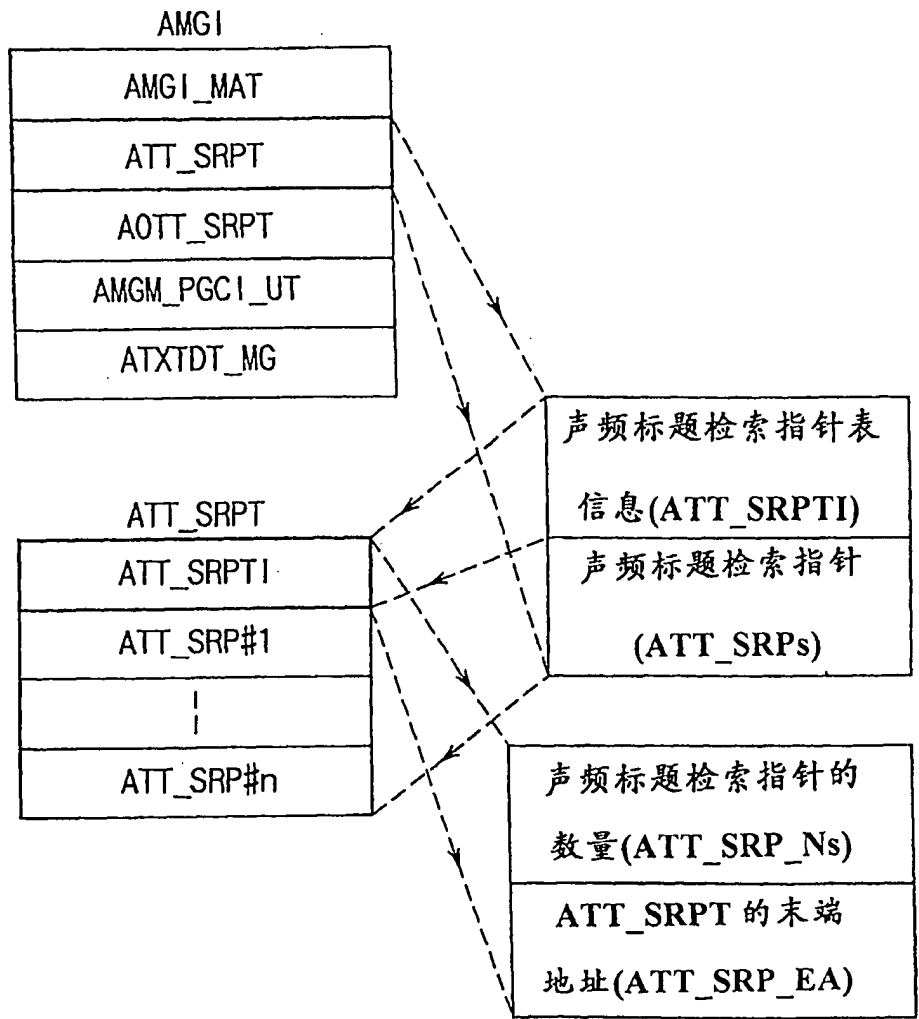 AMGI
AMGI_MAT
ATT_SRPT
AOTT_SRPT
AMGM_PGCI_UT
ATXTDT_MG
声频标题检索指针表
信息(ATT_SRPTI)
声频标题检索指针
(ATT_SRPs)
ATT_SRPT
ATT_SRPTI
ATT_SRP#1
ATT_SRP#n
声频标题检索指针的
数量(ATT_SRP_Ns)
ATT_SRPT 的末端
地址(ATT_SRP_EA)